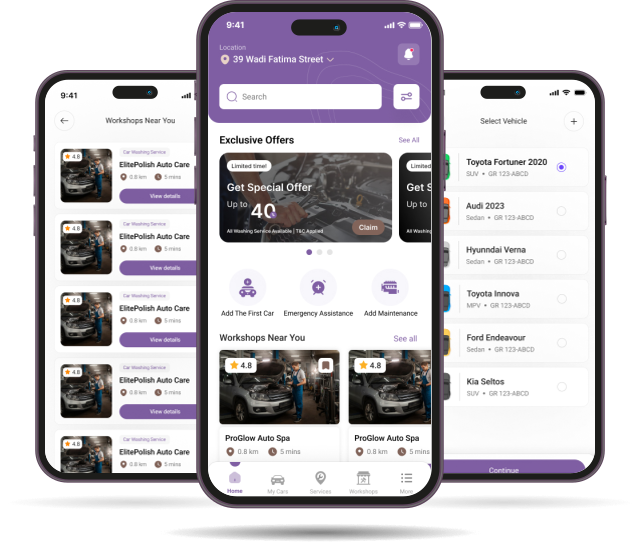 9:41
Workshops Near You
4.8
Car Washing Service
ElitePolish Auto Care
0.8 km
5 mins
View details
4.8
Car Washing Service
ElitePolish Auto Care
0.8 km
5 mins
View details
4.8
Car Washing Service
ElitePolish Auto Care
0.8 km
5 mins
View details
4.8
Car Washing Service
ElitePolish Auto Care
0.8 km
5 mins
View details
4.8
Car Washing Service
ElitePolish Auto Care
0.8 km
5 mins
9:41
Location
39 Wadi Fatima Street
Search
Exclusive Offers
See All
Limited time!
Get Special Offer
Up to 40%
All Washing Service Available | T&C Applied
Claim
Limited
Get S
Up to
All Washing
Add The First Car
Emergency Assistance
Add Maintenance
Workshops Near You
See all
4.8
ProGlow Auto Spa
0.8 km
5 mins
4.8
ProGlow Auto Spa
0.8 km
5 mins
Home
My Cars
Services
Workshops
More
Select Vehicle
Toyota Fortuner 2020
SUV • GR 123-ABCD
Audi 2023
Sedan • GR 123-ABCD
Hyunndai Verna
Sedan • GR 123-ABCD
Toyota Innova
MPV • GR 123-ABCD
Ford Endeavour
Sedan • GR 123-ABCD
Kia Seltos
SUV • GR 123-ABCD
Continue